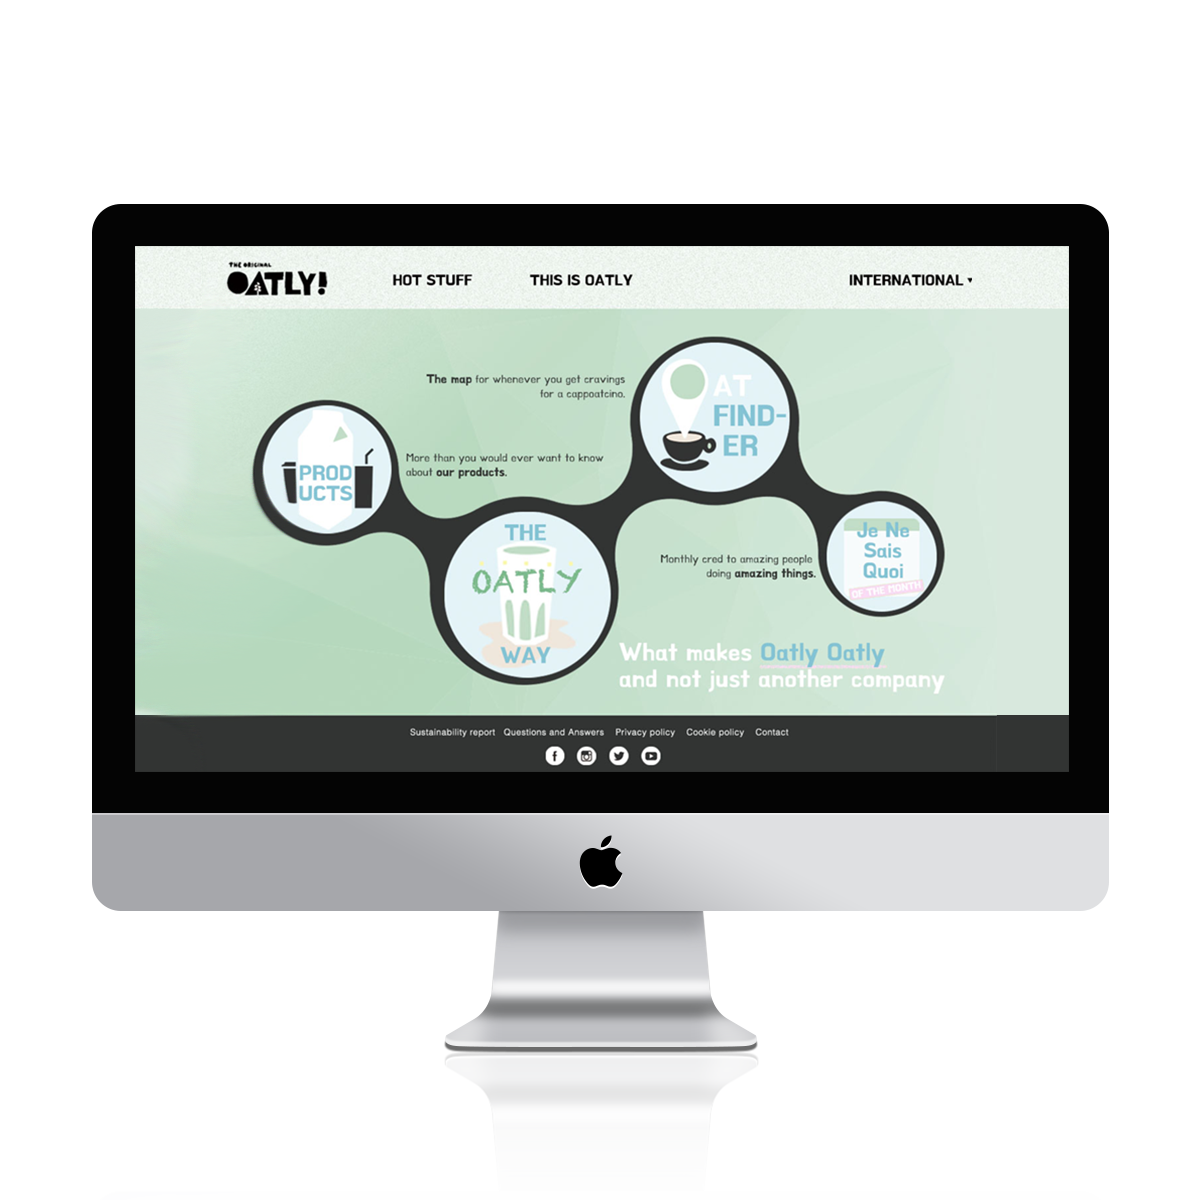 THE ORIGINAL
OATLY!
HOT STUFF
THIS IS OATLY
INTERNATIONAL
The map for whenever you get cravings
for a cappoatcino.
AT
FIND-
ER
PROD
UCTS
More than you would ever want to know
about our products.
THE
OATLY
WAY
Monthly cred to amazing people
doing amazing things.
Je Ne
Sais
Quoi
OF THE MONTH
What makes Oatly Oatly
and not just another company
Sustainability report Questions and Answers Privacy policy Cookie policy Contact